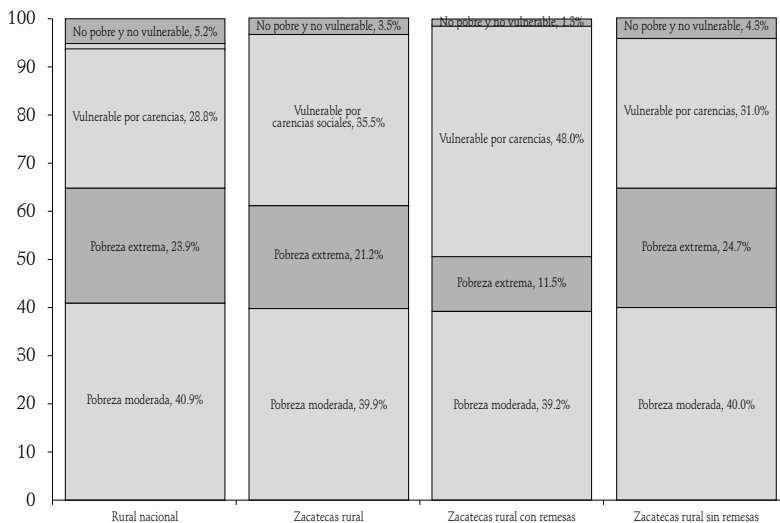 100
90
80
70
60
50
40
30
20
10
0
No pobre y no vulnerable, 5.2%
Vulnerable por carencias, 28.8%
Pobreza extrema, 23.9%
Pobreza moderada, 40.9%
Rural nacional
No pobre y no vulnerable, 3.5%
Vulnerable por
carencias sociales, 35.5%
Pobreza extrema, 21.2%
Pobreza moderada, 39.9%
Zacatecas rural
No pobre y no vulnerable, 1.3%
Vulnerable por carencias, 48.0%
Pobreza extrema, 11.5%
Pobreza moderada, 39.2%
Zacatecas rural con remesas
No pobre y no vulnerable, 4.3%
Vulnerable por carencias, 31.0%
Pobreza extrema, 24.7%
Pobreza moderada, 40.0%
Zacatecas rural sin remesas